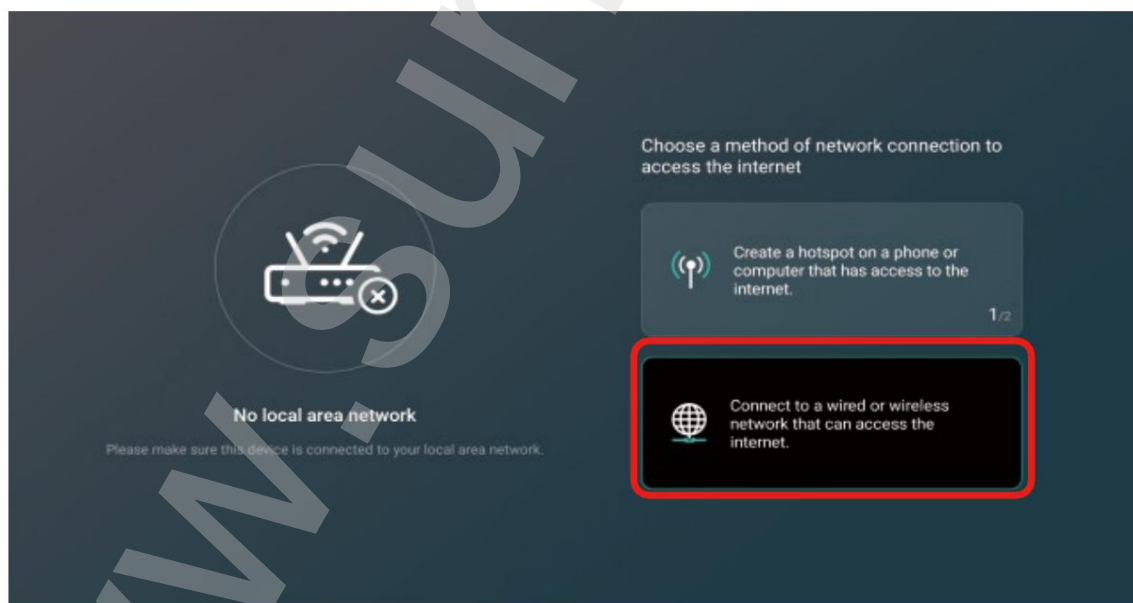 Choose a method of network connection to
access the internet
Create a hotspot on a phone or
computer that has access to the
internet.
1/2
No local area network
Please make sure this device is connected to your local area network.
Connect to a wired or wireless
network that can access the
internet.